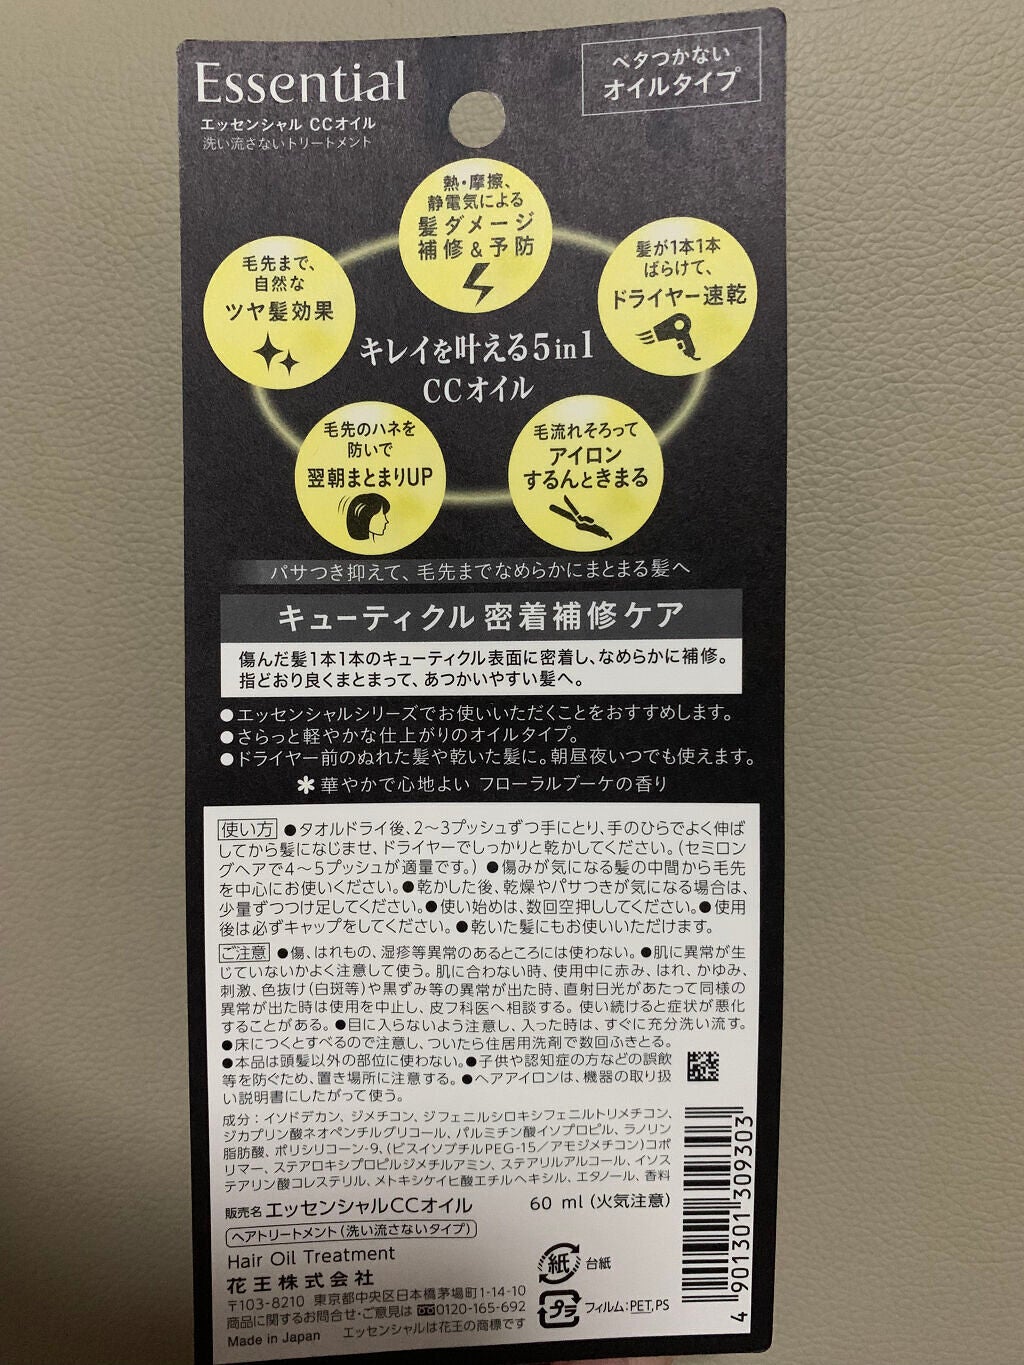 Essential
エッセンシャル CCオイル
洗い流さないトリートメント
ベタつかない
オイルタイプ
熱・摩擦、
静電気による
髪ダメージ
補修&予防
毛先まで、
自然な
ツヤ髪効果
髪が1本1本
ばらけて、
ドライヤー速乾
キレイを叶える5in1
CCオイル
毛先のハネを
防いで
翌朝まとまりUP
毛流れそろって
アイロン
するんときまる
パサつき抑えて、毛先までなめらかにまとまる髪へ
キューティクル 密着補修ケア
傷んだ髪1本1本のキューティクル表面に密着し、なめらかに補修。
指どおり良くまとまって、あつかいやすい髪へ。
●エッセンシャルシリーズでお使いいただくことをおすすめします。
●さらっと軽やかな仕上がりのオイルタイプ。
●ドライヤー前のぬれた髪や乾いた髪に。朝昼夜いつでも使えます。
✻ 華やかで心地よい フローラルブーケの香り
使い方 ●タオルドライ後、2〜3プッシュずつ手にとり、手のひらでよく伸ば
してから髪になじませ、ドライヤーでしっかりと乾かしてください。(セミロン
グヘアで4〜5プッシュが適量です。) ●傷みが気になる髪の中間から毛先
を中心にお使いください。●乾かした後、乾燥やパサつきが気になる場合は、
少量ずつつけ足してください。●使い始めは、数回空押ししてください。●使用
後は必ずキャップをしてください。●乾いた髪にもお使いいただけます。
ご注意 ●傷、はれもの、湿疹等異常のあるところには使わない。●肌に異常が生
じていないかよく注意して使う。肌に合わない時、使用中に赤み、はれ、かゆみ、
刺激、色抜け(白斑等)や黒ずみ等の異常が出た時、直射日光があたって同様の
異常が出た時は使用を中止し、皮フ科医へ相談する。使い続けると症状が悪化
することがある。●目に入らないよう注意し、入った時は、すぐに充分洗い流す。
●床につくとすべるので注意し、ついたら住居用洗剤で数回ふきとる。
●本品は頭髪以外の部位に使わない。●子供や認知症の方などの誤飲
等を防ぐため、置き場所に注意する。●ヘアアイロンは、機器の取り扱
い説明書にしたがって使う。
成分:イソドデカン、ジメチコン、ジフェニルシロキシフェニルトリメチコン、
ジカプリン酸ネオペンチルグリコール、パルミチン酸イソプロピル、ラノリン
脂肪酸、ポリシリコーン-9、(ビスイソブチルPEG-15/アモジメチコン)コポ
リマー、ステアロキシプロピルジメチルアミン、ステアリルアルコール、イソス
テアリン酸コレステリル、メトキシケイヒ酸エチルヘキシル、エタノール、香料
販売名 エッセンシャルCCオイル 60 ml (火気注意)
ヘアトリートメント(洗い流さないタイプ)
Hair Oil Treatment
花王株式会社
〒103-8210 東京都中央区日本橋茅場町1-14-10
商品に関するお問合せ・ご意見は 0120-165-692
Made in Japan エッセンシャルは花王の商標です
紙 台紙
プラ フィルム:PET,PS
4 901301 309303